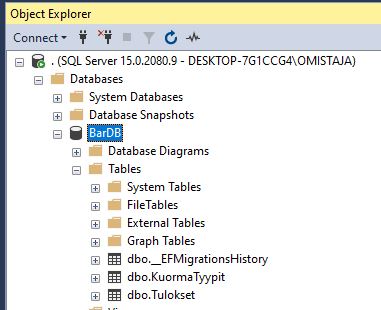 Object Explorer
Connect
. (SQL Server 15.0.2080.9 - DESKTOP-7G1CCG4\OMISTAJA)
Databases
System Databases
Database Snapshots
BarDB
Database Diagrams
Tables
System Tables
FileTables
External Tables
Graph Tables
dbo.__EFMigrationsHistory
dbo.KuormaTyypit
dbo.Tulokset